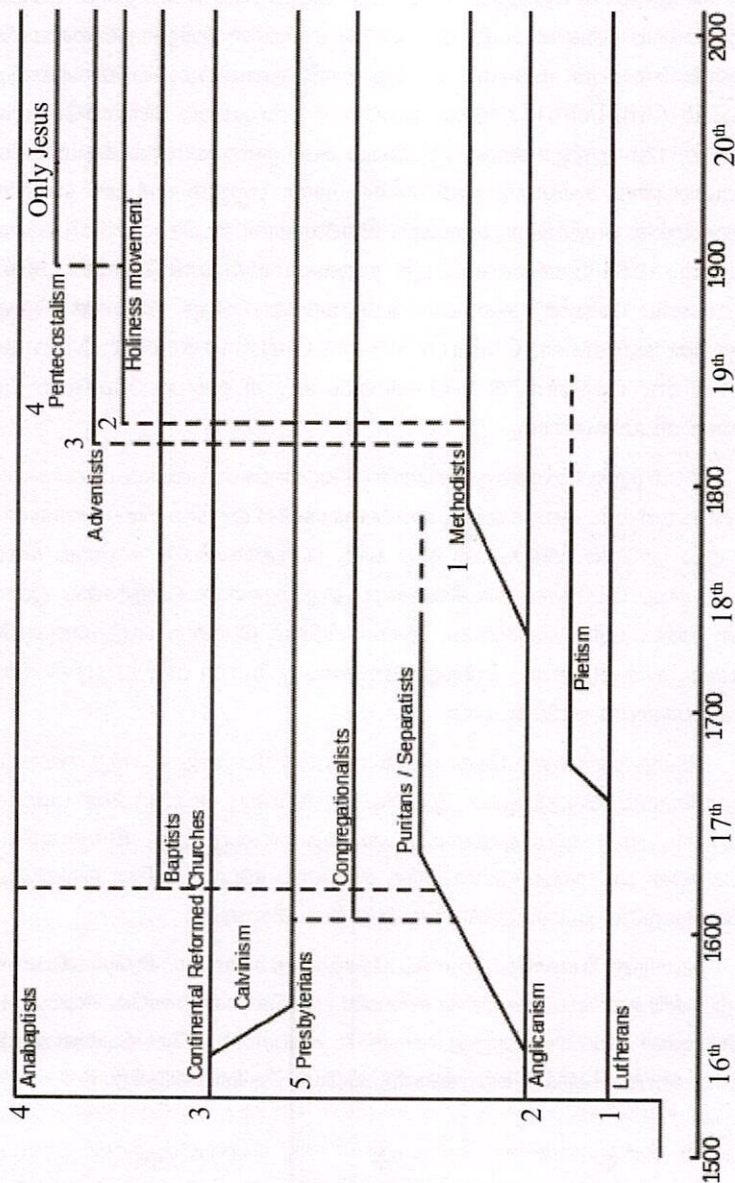 4
Anabaptists
4
Pentecostalism
Only Jesus
3
Adventists
2
Holiness movement
Baptists
3
Continental Reformed Churches
Calvinism
5
Presbyterians
Congregationalists
Puritans / Separatists
1
Methodists
2
Anglicanism
Pietism
1
Lutherans
16th
17th
18th
19th
20th
1500
1600
1700
1800
1900
2000